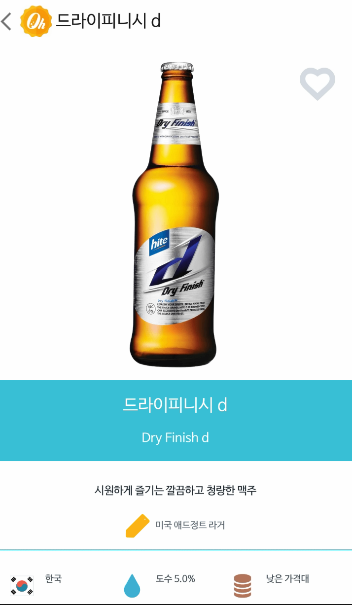 Oh 드라이피니시 d
Dry Finish
hite
d
Dry Finish
드라이피니시 d
Dry Finish d
시원하게 즐기는 깔끔하고 청량한 맥주
미국 애드정트 라거
한국
도수 5.0%
낮은 가격대